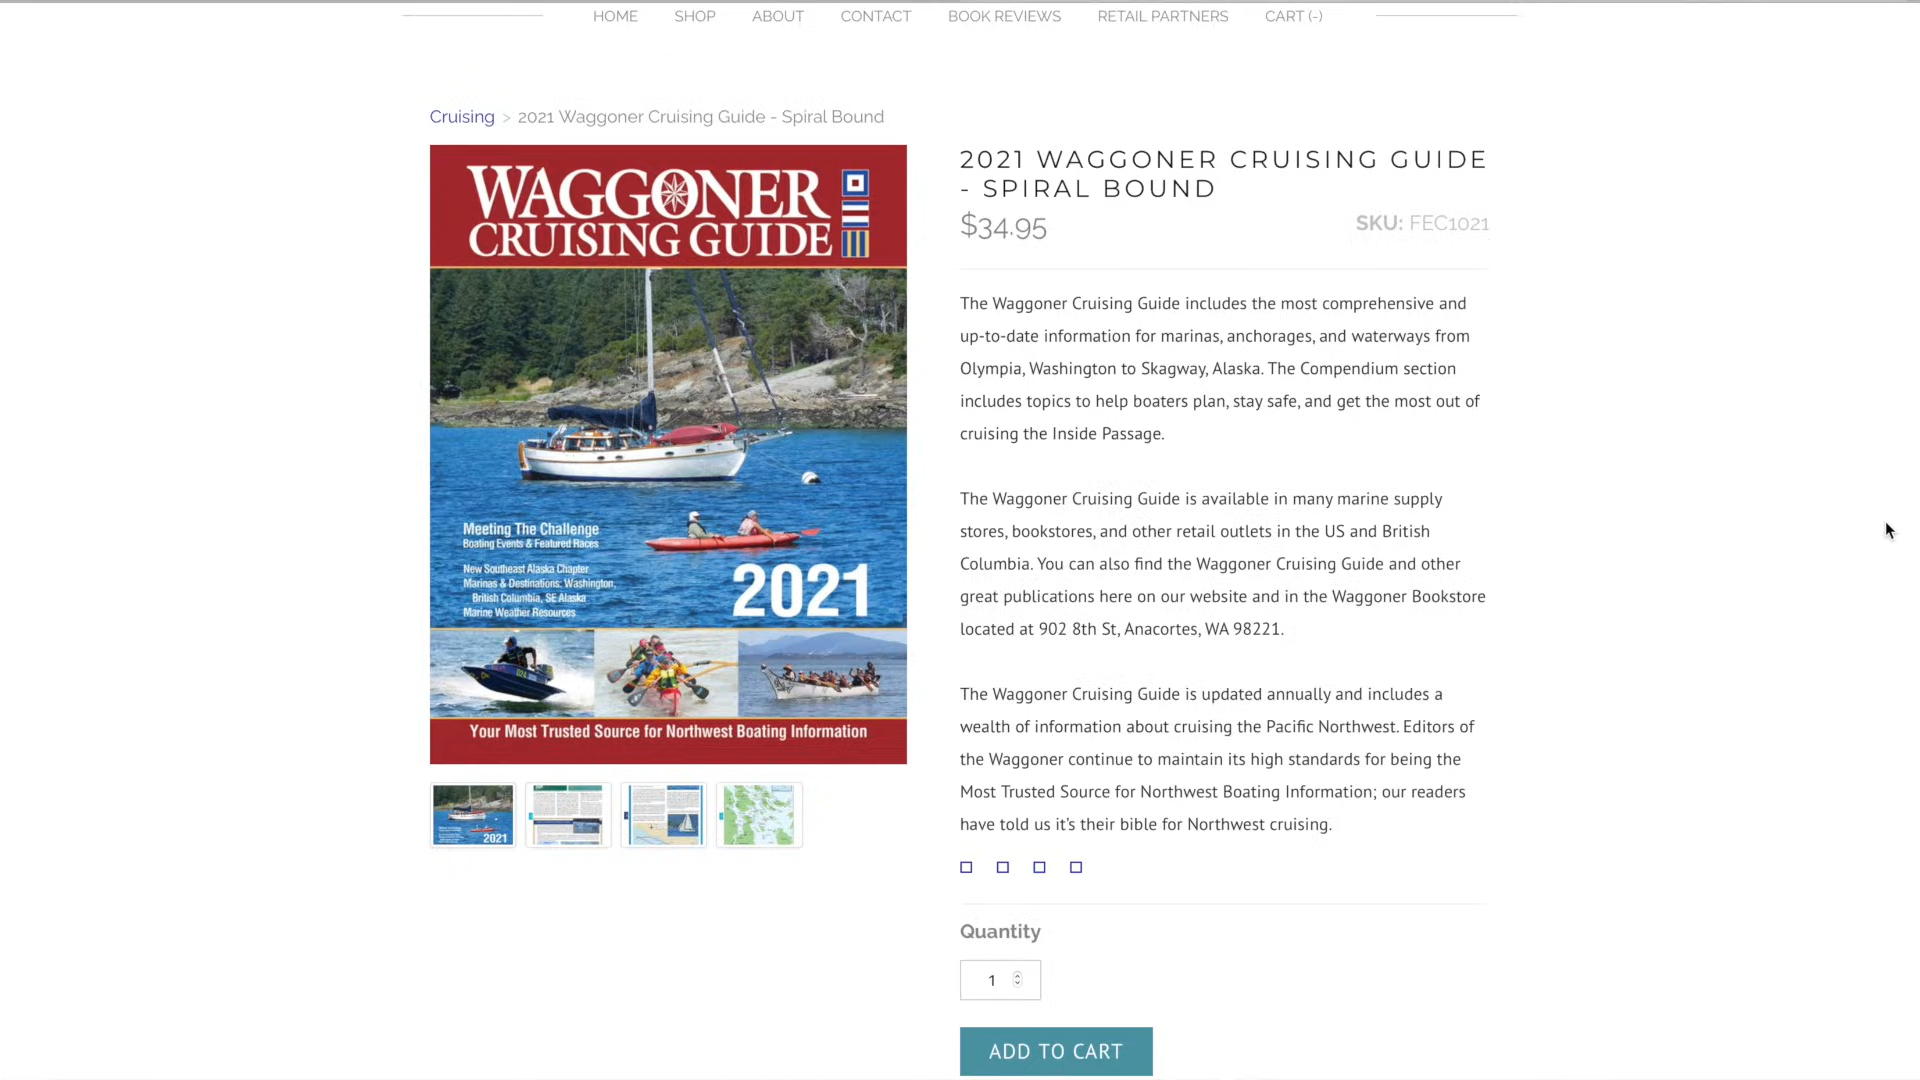 HOME SHOP ABOUT CONTACT BOOK REVIEWS RETAIL PARTNERS CART (-)
Cruising > 2021 Waggoner Cruising Guide - Spiral Bound
WAGGONER
CRUISING GUIDE
Meeting The Challenge
Boating Events & Featured Races
New Southeast Alaska Chapter
Marinas & Destinations: Washington,
British Columbia, SE Alaska
Marine Weather Resources
2021
Your Most Trusted Source for Northwest Boating Information
2021
2021 WAGGONER CRUISING GUIDE
- SPIRAL BOUND
$34.95
SKU: FEC1021
The Waggoner Cruising Guide includes the most comprehensive and
up-to-date information for marinas, anchorages, and waterways from
Olympia, Washington to Skagway, Alaska. The Compendium section
includes topics to help boaters plan, stay safe, and get the most out of
cruising the Inside Passage.
The Waggoner Cruising Guide is available in many marine supply
stores, bookstores, and other retail outlets in the US and British
Columbia. You can also find the Waggoner Cruising Guide and other
great publications here on our website and in the Waggoner Bookstore
located at 902 8th St, Anacortes, WA 98221.
The Waggoner Cruising Guide is updated annually and includes a
wealth of information about cruising the Pacific Northwest. Editors of
the Waggoner continue to maintain its high standards for being the
Most Trusted Source for Northwest Boating Information; our readers
have told us it's their bible for Northwest cruising.
Quantity
1
ADD TO CART